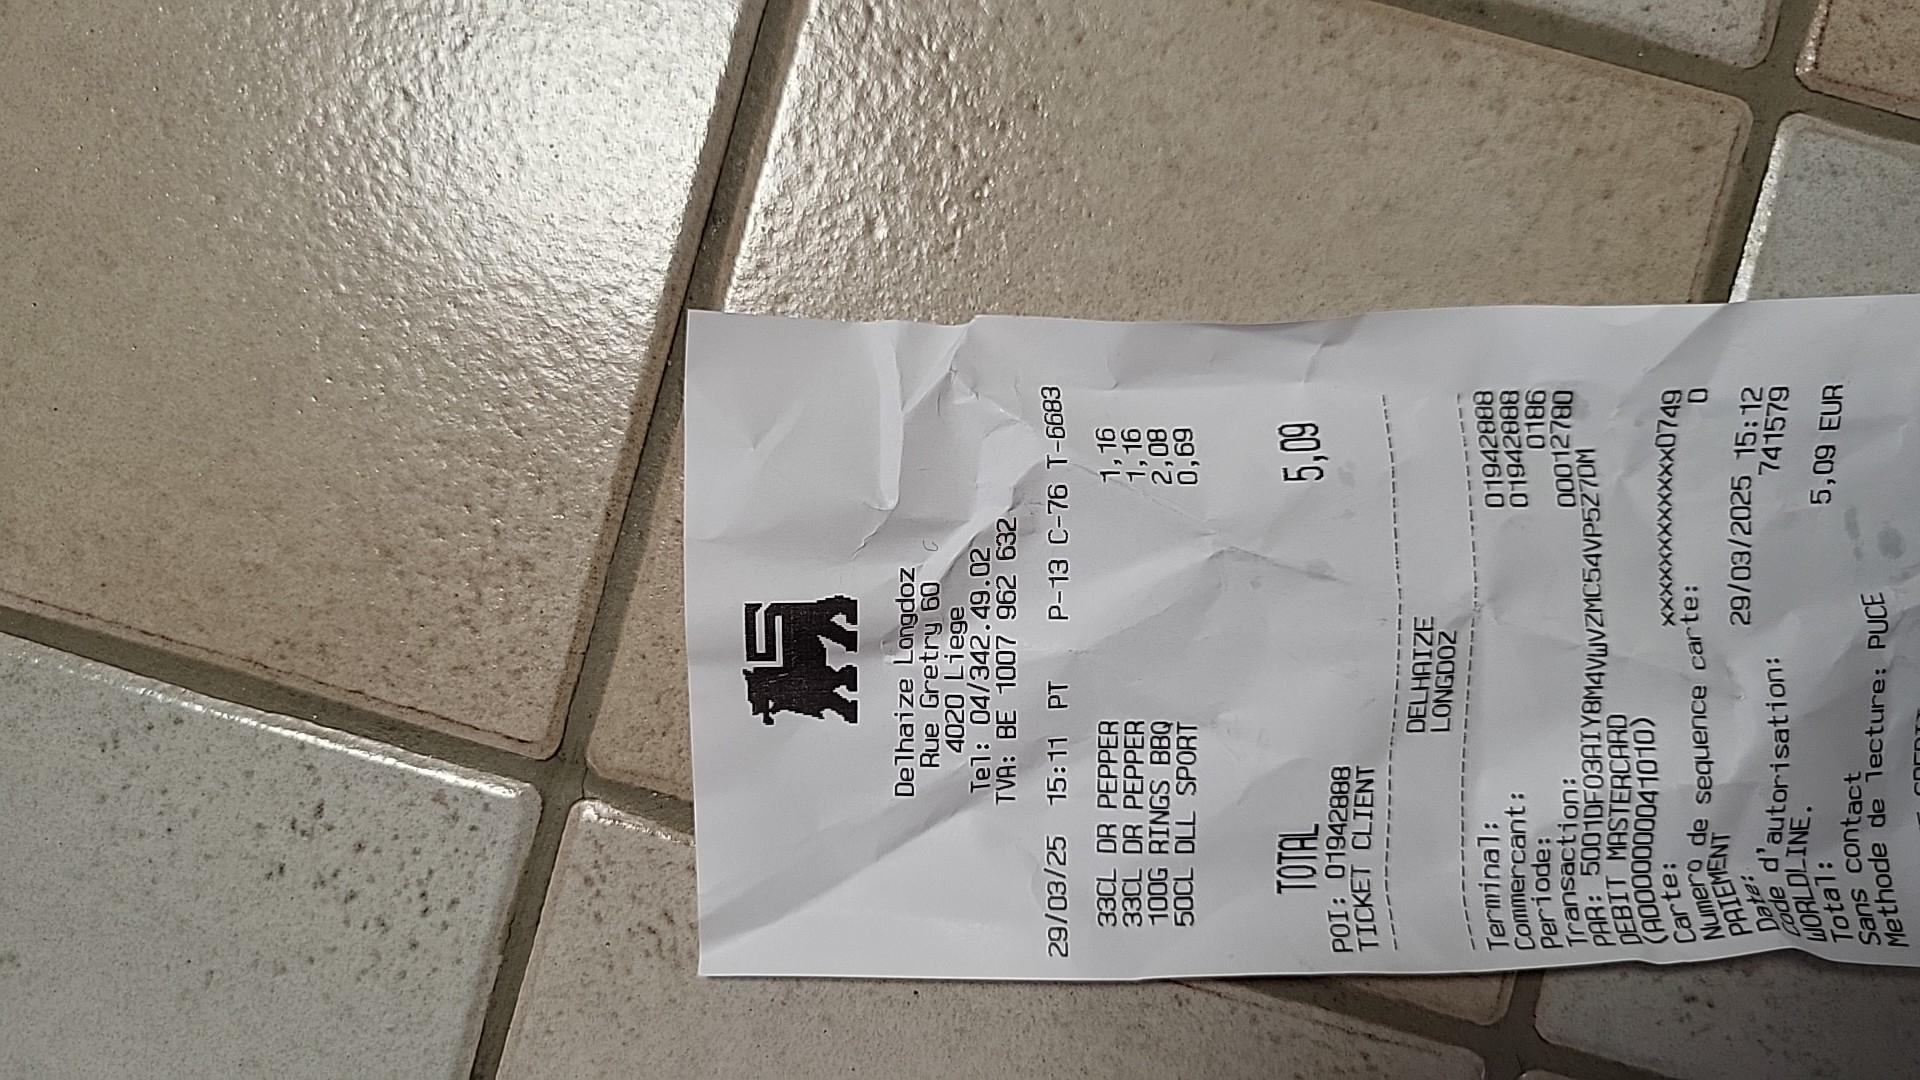 Delhaize Longdoz
Rue Gretry 60
4020 Liege
Tel: 04/342.49.02
TVA: BE 1007 962 632
29/03/25 15:11 PT P-13 C-76 T-6683
33CL DR PEPPER 1,16
33CL DR PEPPER 1,16
100G RINGS BBQ 2,08
50CL DLL SPORT 0,69
TOTAL 5,09
POI: 01942888
TICKET CLIENT
DELHAIZE
LONGDOZ
Terminal: 01942888
Commercant: 01942888
Periode: 0186
Transaction: 00012780
PAR: 5001DF03AIY8M4VWVZMC54VP5Z7DM
DEBIT MASTERCARD
(A0000000041010)
Carte: xxxxxxxxxxxxxxx0749
Numero de sequence carte: 0
PAIEMENT
Date: 29/03/2025 15:12
Code d'autorisation: 741579
WORLDLINE.
Total: 5,09 EUR
Sans contact
Methode de lecture: PUCE